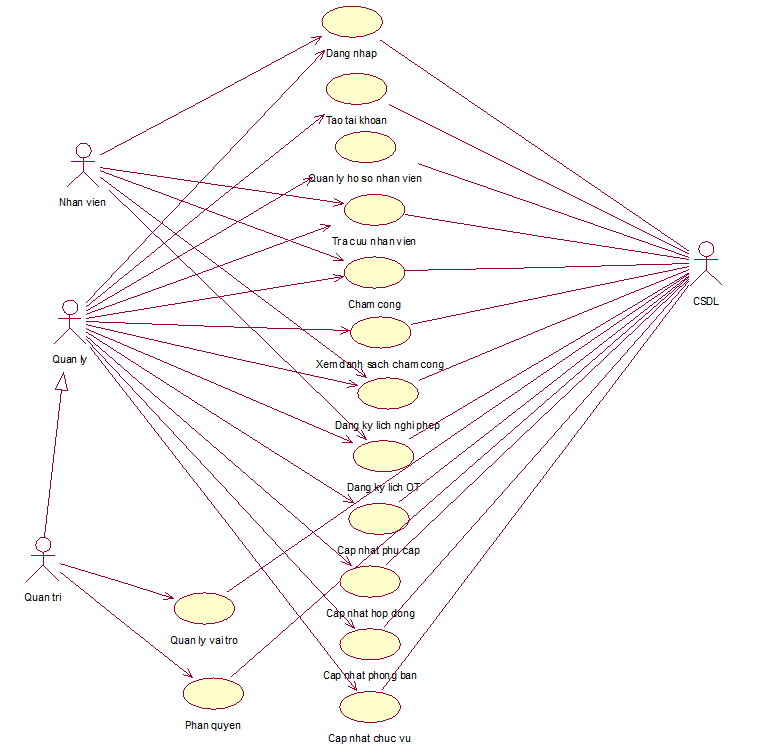 Dang nhap
Tao tai khoan
Quan ly ho so nhan vien
Nhan vien
Tra cuu nhan vien
Cham cong
CSDL
Quan ly
Xem danh sach cham cong
Dang ky lich nghi phep
Dang ky lich OT
Cap nhat phu cap
Quan tri
Cap nhat hop dong
Quan ly vai tro
Cap nhat phong ban
Phan quyen
Cap nhat chuc vu